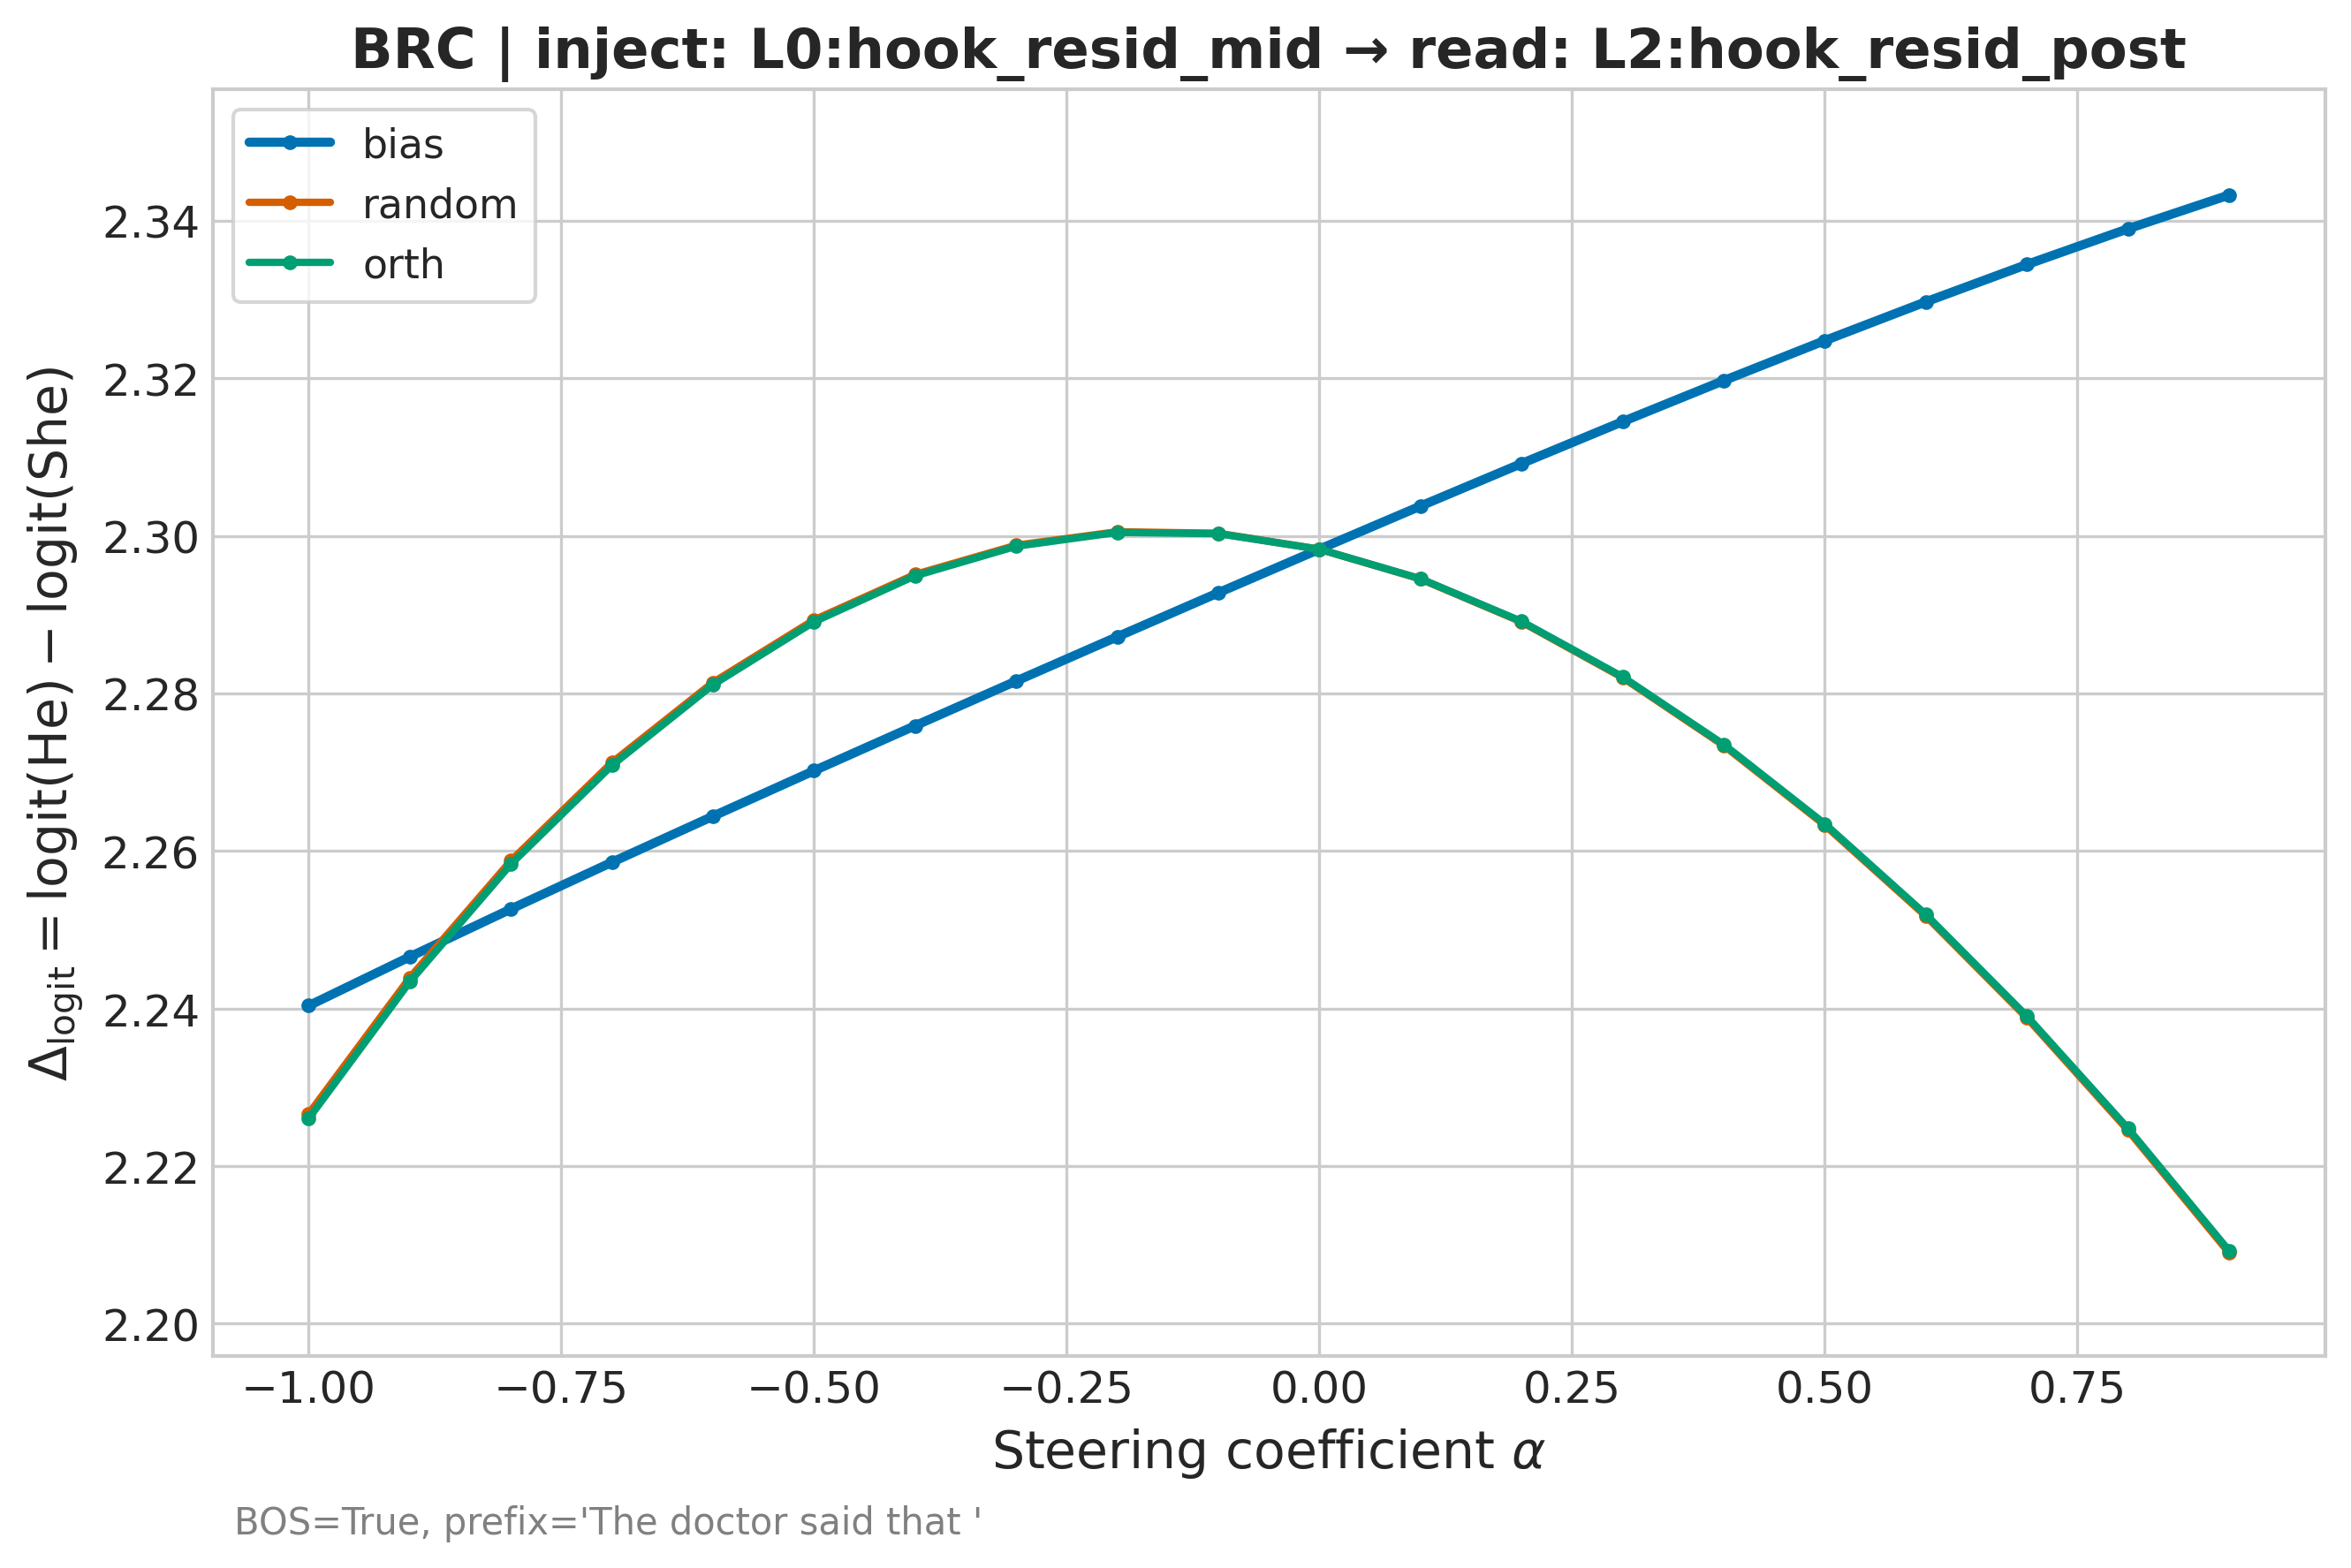 BRC | inject: L0:hook_resid_mid → read: L2:hook_resid_post
bias
random
orth
Δlogit = logit(He) − logit(She)
2.34
2.32
2.30
2.28
2.26
2.24
2.22
2.20
−1.00 −0.75 −0.50 −0.25 0.00 0.25 0.50 0.75
Steering coefficient α
BOS=True, prefix='The doctor said that '